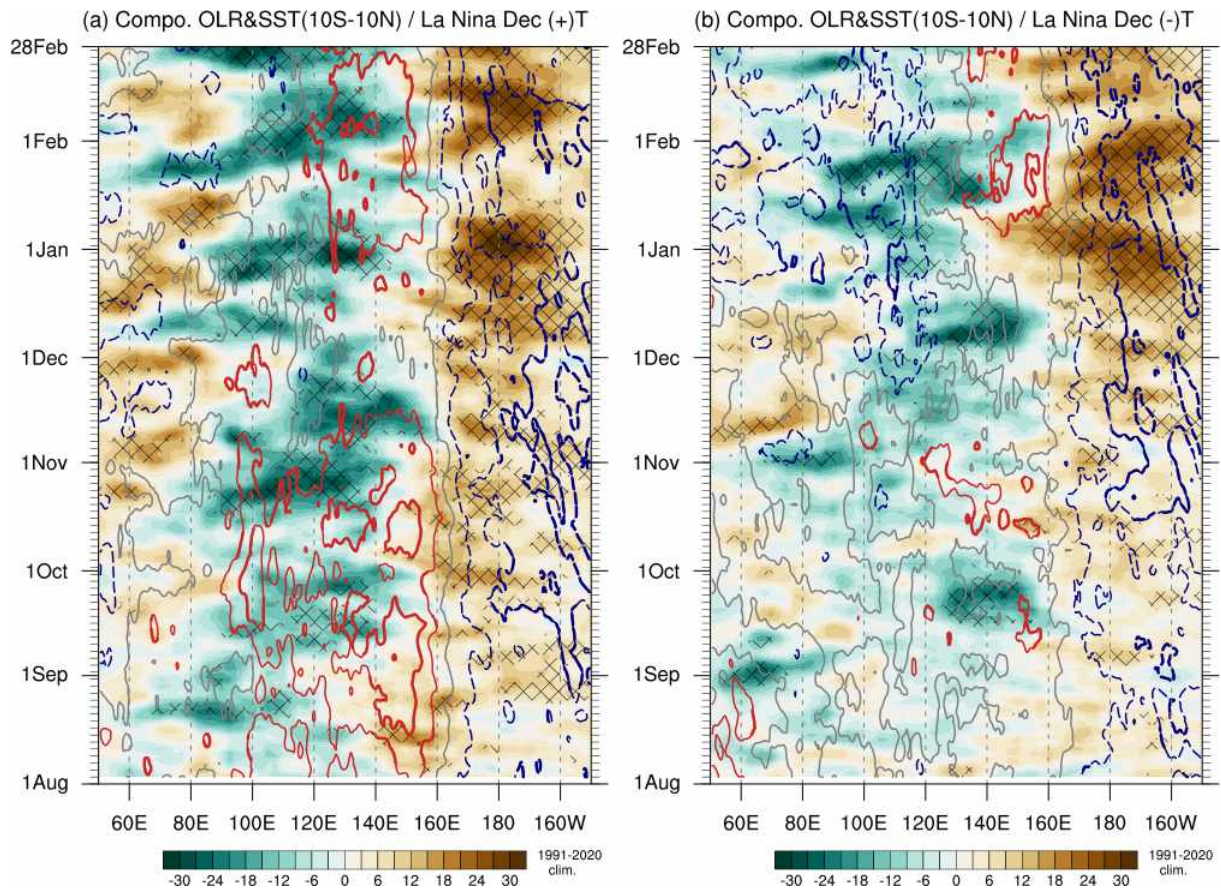 (a) Compo. OLR&SST(10S-10N) / La Nina Dec (+)T
28Feb
1Feb
1Jan
1Dec
1Nov
1Oct
1Sep
1Aug
60E 80E 100E 120E 140E 160E 180 160W
-30 -24 -18 -12 -6 0 6 12 18 24 30
1991-2020
clim.
(b) Compo. OLR&SST(10S-10N) / La Nina Dec (-)T
28Feb
1Feb
1Jan
1Dec
1Nov
1Oct
1Sep
1Aug
60E 80E 100E 120E 140E 160E 180 160W
-30 -24 -18 -12 -6 0 6 12 18 24 30
1991-2020
clim.